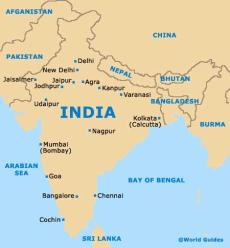 AFGANISTAN
CHINA
PAKISTAN
Delhi
New Delhi
NEPAL
Jaisalmer
Jaipur
Agra
BHUTAN
Jodhpur
Kanpur
Varanasi
Udaipur
BANGLADESH
INDIA
Kolkata
(Calcutta)
BURMA
Nagpur
Mumbai
(Bombay)
ARABIAN
SEA
Goa
BAY OF BENGAL
Bangalore
Chennai
Cochin
SRI LANKA
©World Guides